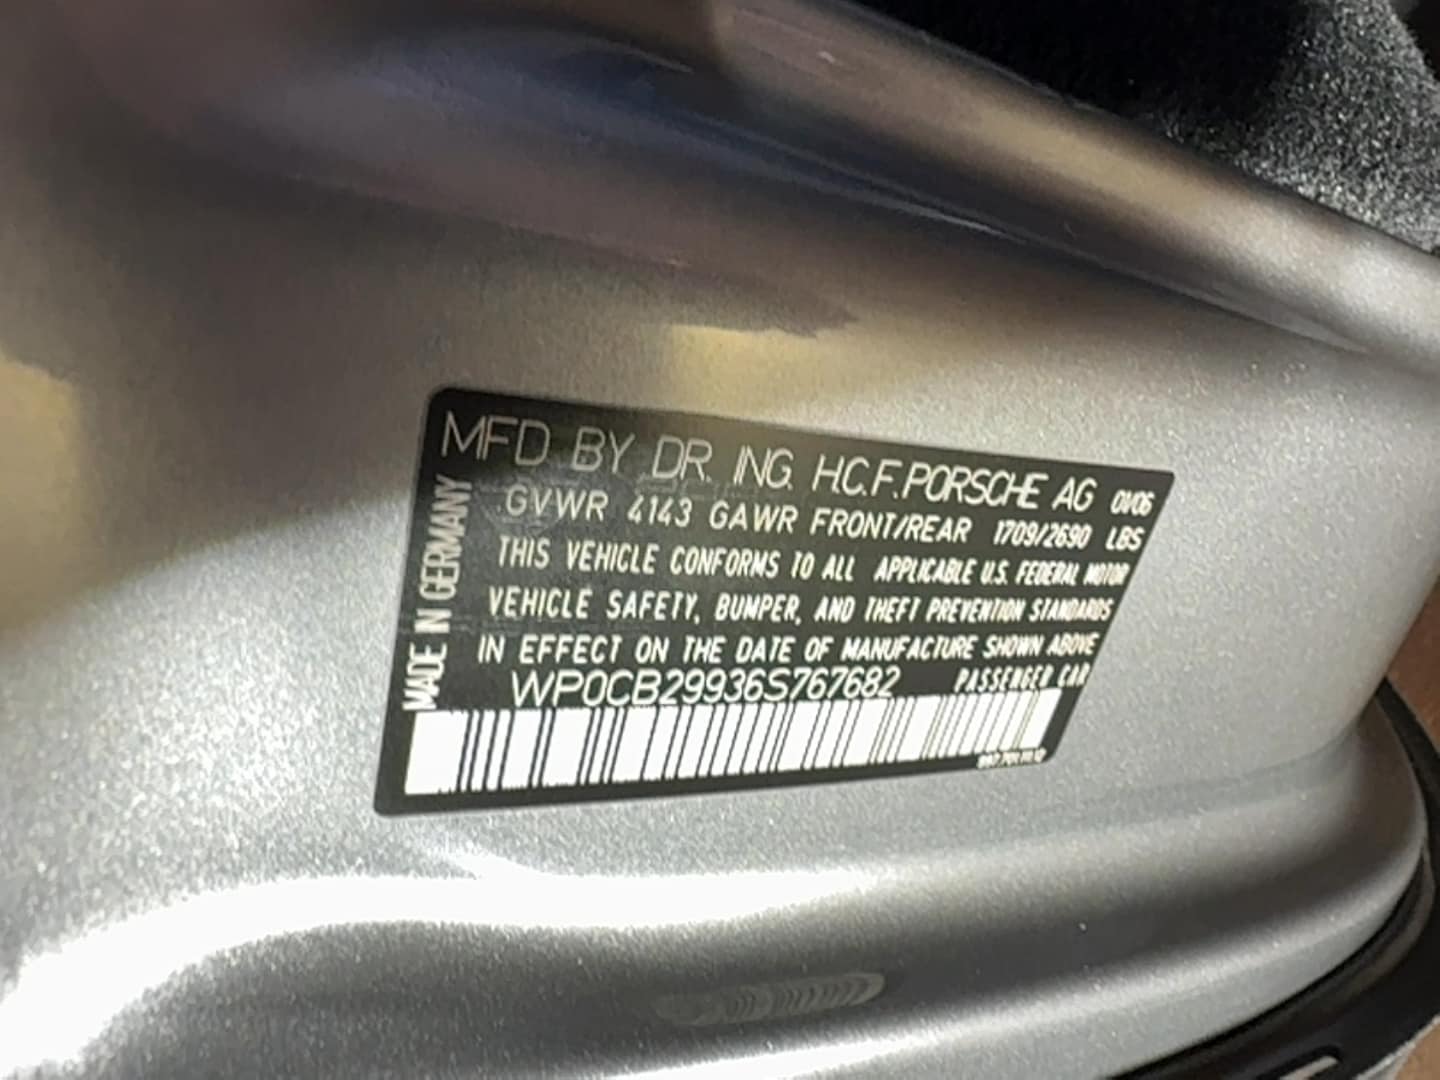 MFD BY DR. ING. H.C.F. PORSCHE AG 01/06
GVWR 4143 GAWR FRONT/REAR 1709/2690 LBS
THIS VEHICLE CONFORMS TO ALL APPLICABLE U.S. FEDERAL MOTOR
VEHICLE SAFETY, BUMPER, AND THEFT PREVENTION STANDARDS
IN EFFECT ON THE DATE OF MANUFACTURE SHOWN ABOVE
WP0CB29936S767682 PASSENGER CAR
MADE IN GERMANY